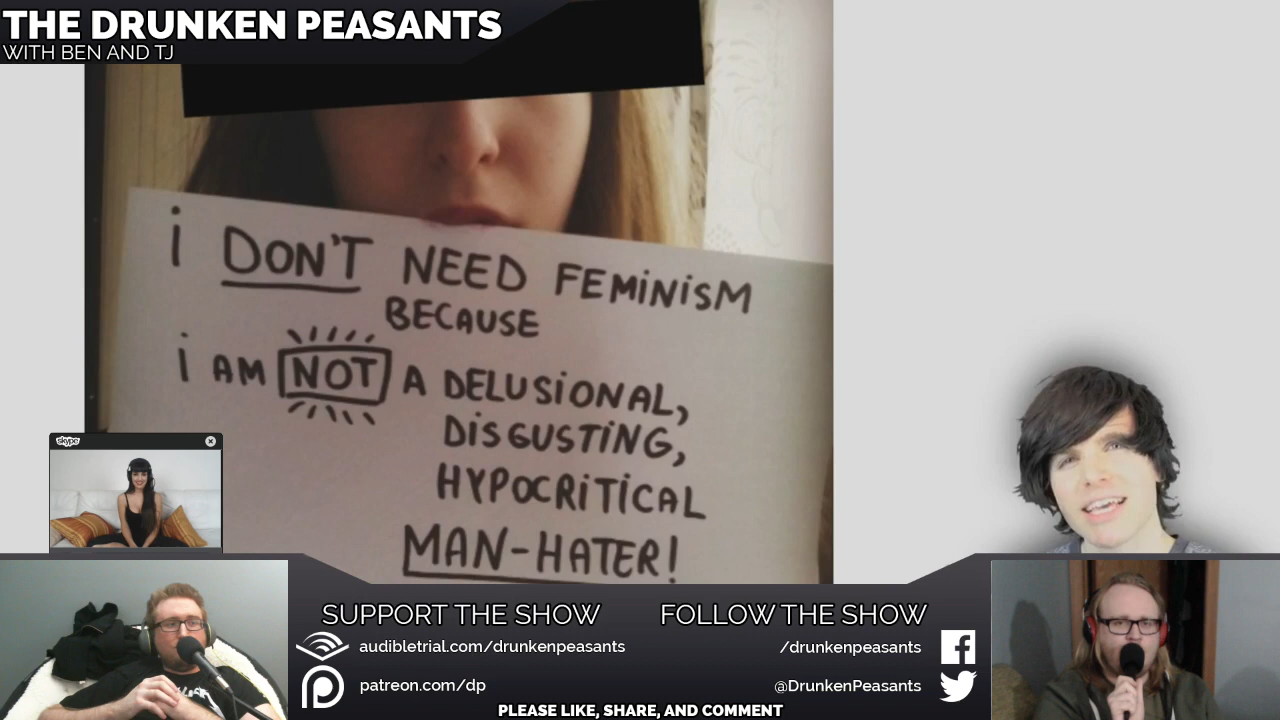 THE DRUNKEN PEASANTS
WITH BEN AND TJ
i DON'T NEED FEMiNiSM
BECAUSE
i AM NOT A DELUSiONAL,
DiSGUSTiNG,
HYPOCRiTiCAL
MAN-HATER!
skype
SUPPORT THE SHOW
audibletrial.com/drunkenpeasants
patreon.com/dp
FOLLOW THE SHOW
/drunkenpeasants
@DrunkenPeasants
PLEASE LIKE, SHARE, AND COMMENT